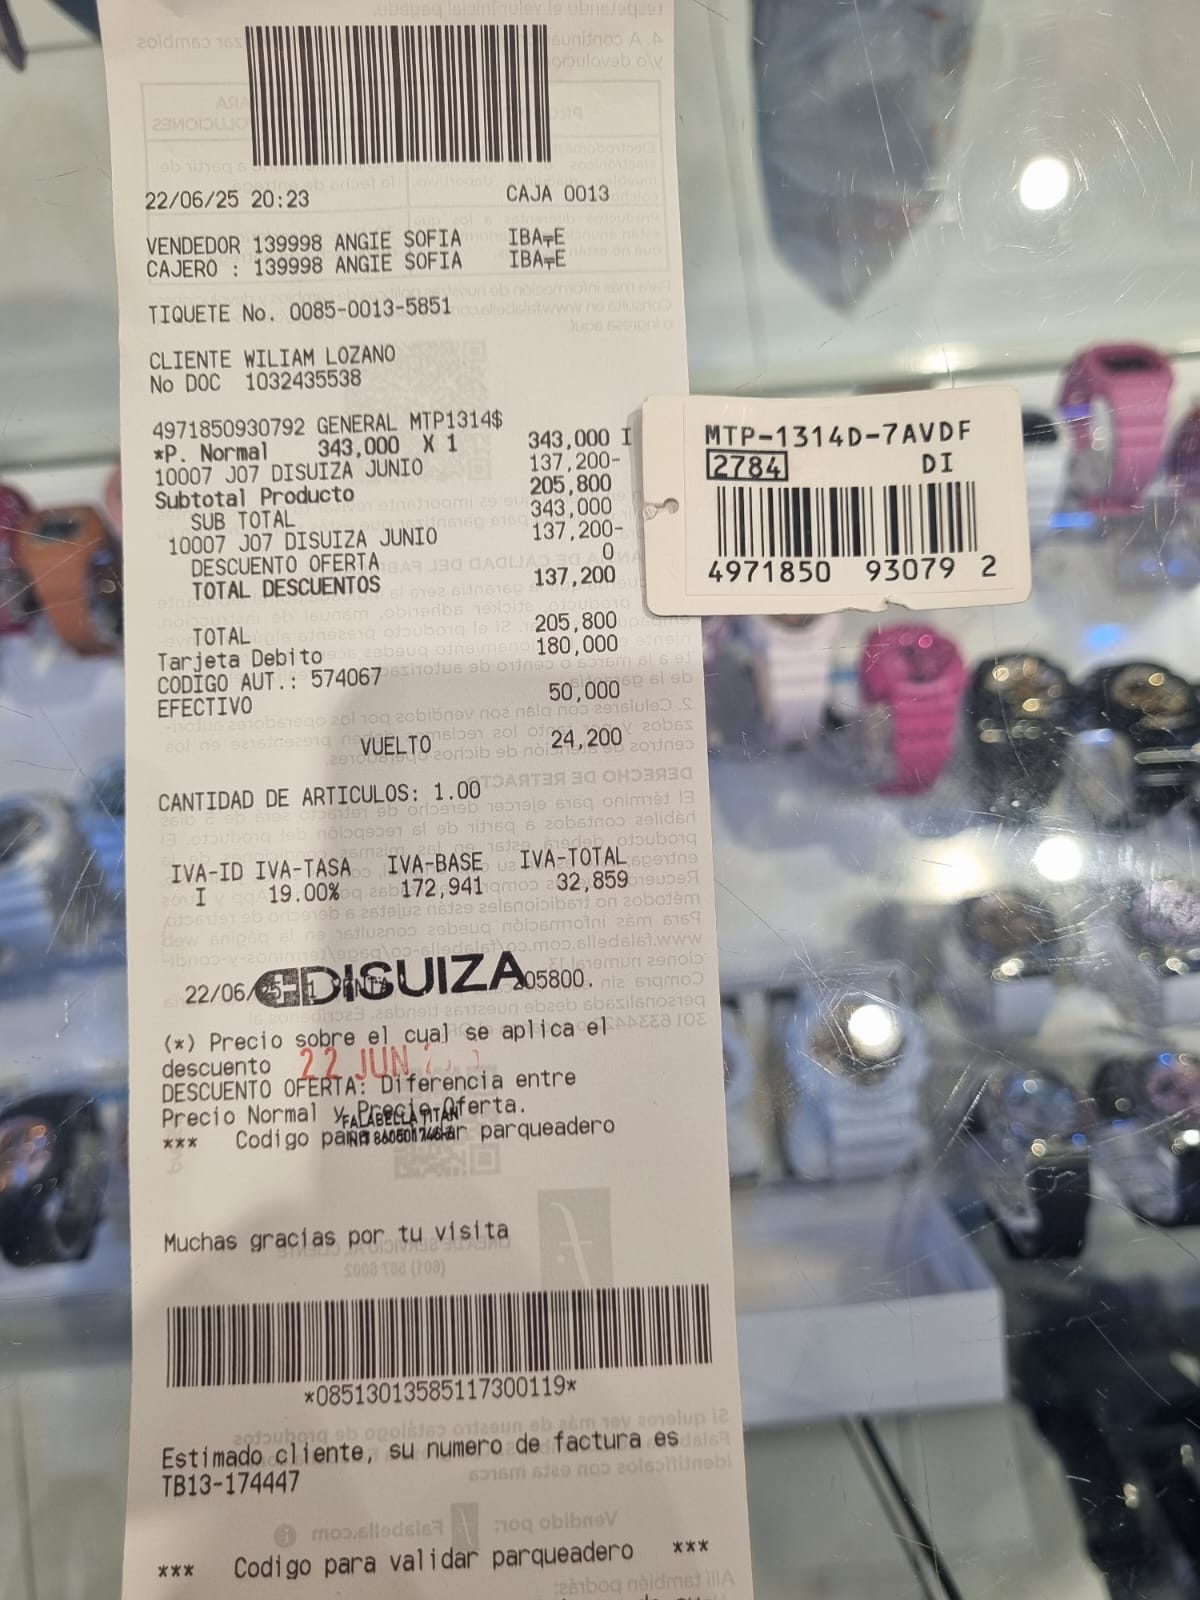 22/06/25 20:23 CAJA 0013
VENDEDOR 139998 ANGIE SOFIA
CAJERO : 139998 ANGIE SOFIA
TIQUETE No. 0085-0013-5851
CLIENTE WILIAM LOZANO
No DOC 1032435538
4971850930792 GENERAL MTP1314$
*P. Normal 343,000 X 1 343,000 I
10007 J07 DISUIZA JUNIO 137,200-
Subtotal Producto 205,800
SUB TOTAL 343,000
10007 J07 DISUIZA JUNIO 137,200-
DESCUENTO OFERTA 0
TOTAL DESCUENTOS 137,200
TOTAL 205,800
Tarjeta Debito 180,000
CODIGO AUT.: 574067
EFECTIVO 50,000
VUELTO 24,200
CANTIDAD DE ARTICULOS: 1.00
IVA-ID IVA-TASA IVA-BASE IVA-TOTAL
I 19.00% 172,941 32,859
22/06/ DISUIZA 205800.
(*) Precio sobre el cual se aplica el
descuento 22 JUN
DESCUENTO OFERTA: Diferencia entre
Precio Normal y Precio Oferta.
FALABELLA TITAN
*** Codigo para validar parqueadero
Muchas gracias por tu visita
*08513013585117300119*
Estimado cliente, su numero de factura es
TB13-174447
*** Codigo para validar parqueadero ***
MTP-1314D-7AVDF
2784 DI
4971850 93079 2